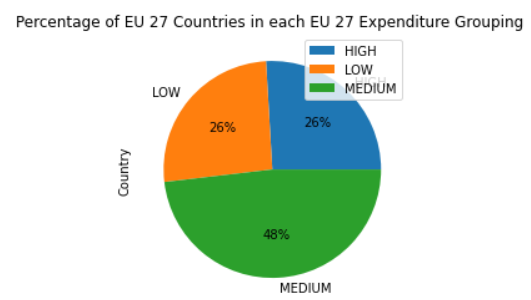 Percentage of EU 27 Countries in each EU 27 Expenditure Grouping
HIGH
LOW
MEDIUM
HIGH
LOW
26%
26%
Country
48%
MEDIUM